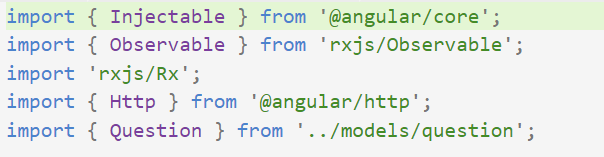 import { Injectable } from '@angular/core';
import { Observable } from 'rxjs/Observable';
import 'rxjs/Rx';
import { Http } from '@angular/http';
import { Question } from '../models/question';